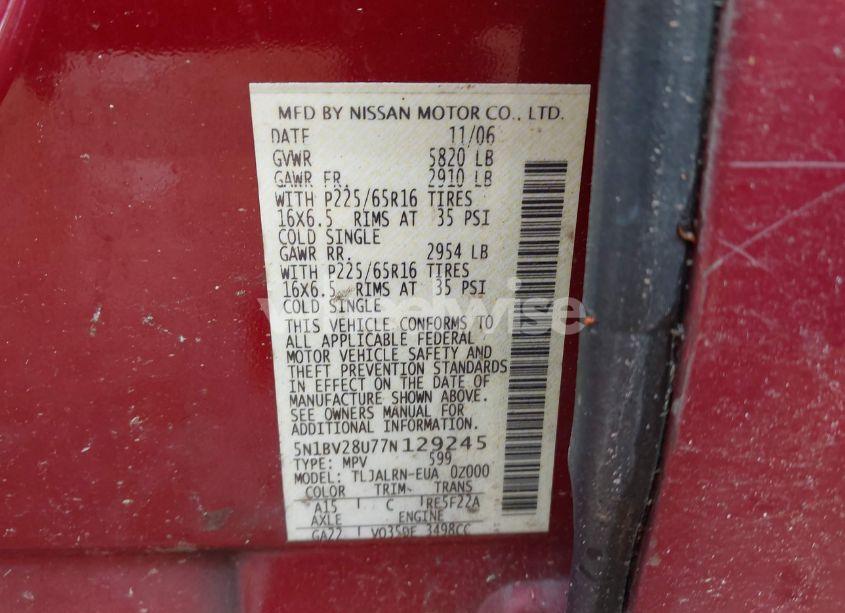 MFD BY NISSAN MOTOR CO., LTD.
DATE 11/06
GVWR 5820 LB
GAWR FR. 2910 LB
WITH P225/65R16 TIRES
16X6.5 RIMS AT 35 PSI
COLD SINGLE
GAWR RR. 2954 LB
WITH P225/65R16 TIRES
16X6.5 RIMS AT 35 PSI
COLD SINGLE
THIS VEHICLE CONFORMS TO
ALL APPLICABLE FEDERAL
MOTOR VEHICLE SAFETY AND
THEFT PREVENTION STANDARDS
IN EFFECT ON THE DATE OF
MANUFACTURE SHOWN ABOVE.
SEE OWNERS MANUAL FOR
ADDITIONAL INFORMATION.
5N1BV28U77N129245
TYPE: MPV 599
MODEL: TLJALRN-EUA 0Z000
COLOR TRIM TRANS
A15 C RE5F22A
AXLE ENGINE
GA22 VQ35DE 3498CC